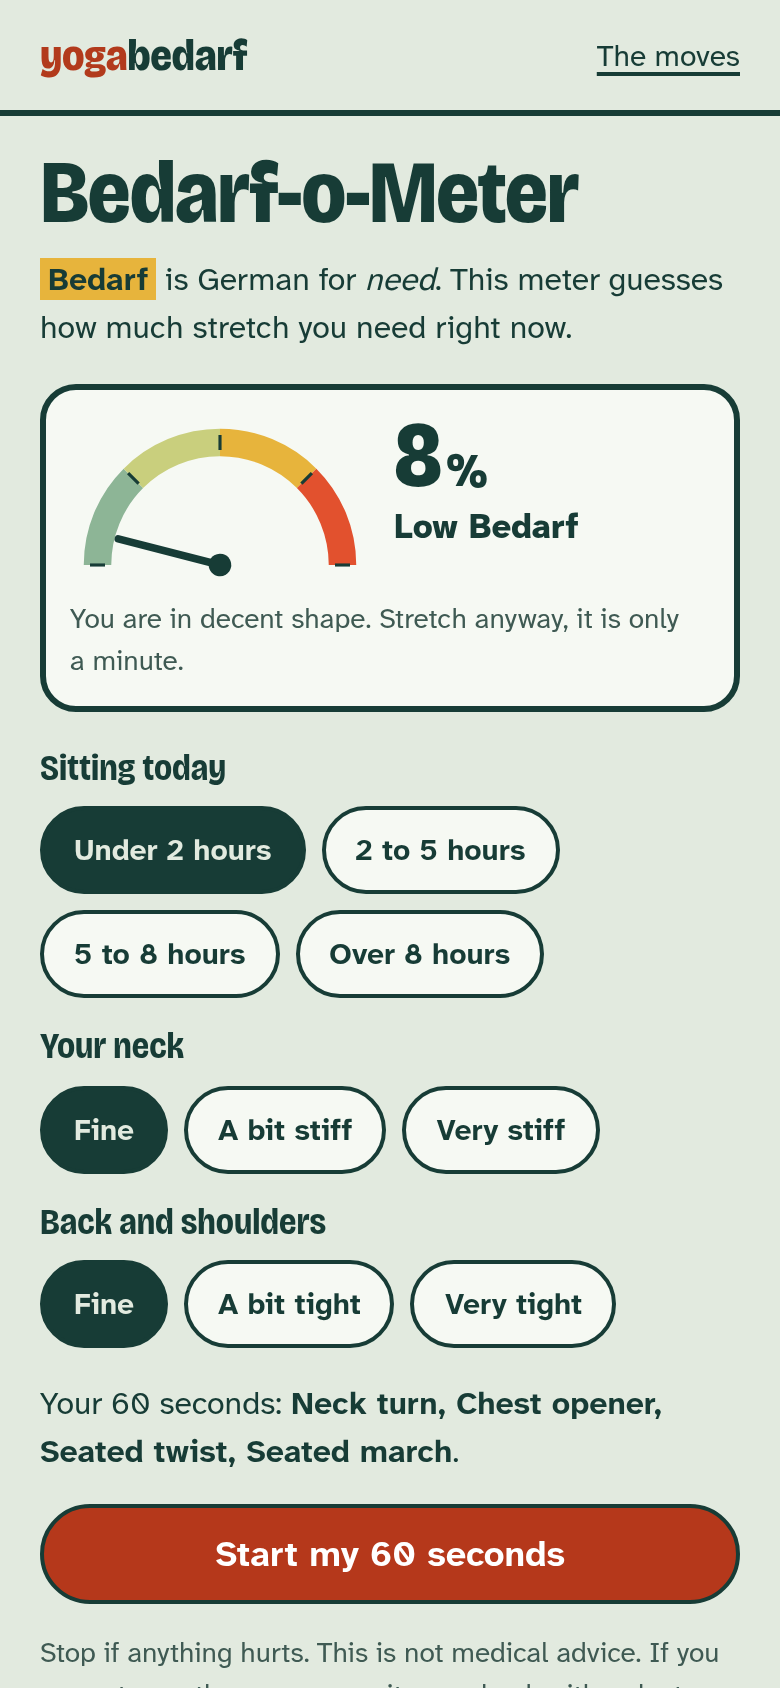 yogabedarf
The moves
Bedarf-o-Meter
Bedarf is German for need. This meter guesses
how much stretch you need right now.
8%
Low Bedarf
You are in decent shape. Stretch anyway, it is only
a minute.
Sitting today
Under 2 hours
2 to 5 hours
5 to 8 hours
Over 8 hours
Your neck
Fine
A bit stiff
Very stiff
Back and shoulders
Fine
A bit tight
Very tight
Your 60 seconds: Neck turn, Chest opener,
Seated twist, Seated march.
Start my 60 seconds
Stop if anything hurts. This is not medical advice. If you